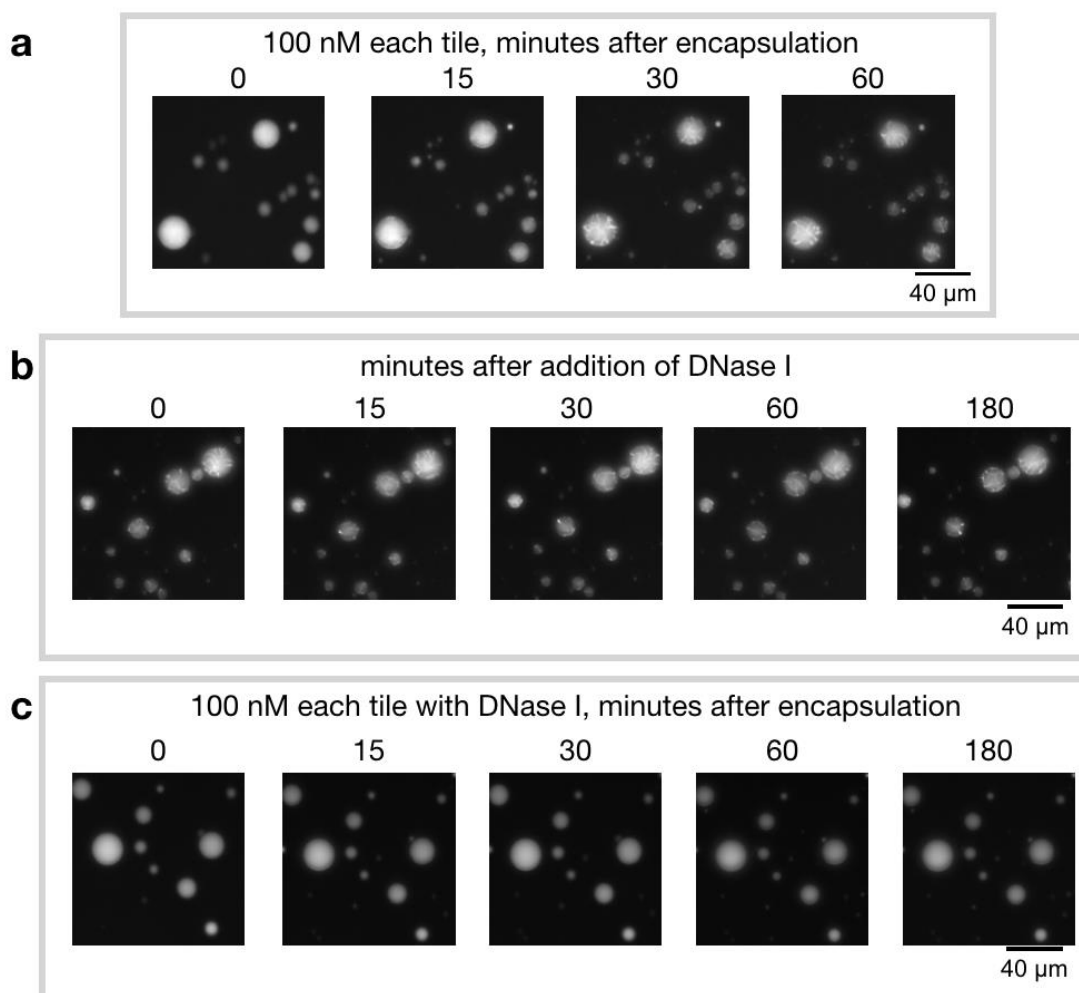 a
100 nM each tile, minutes after encapsulation
0 15 30 60
40 µm
b
minutes after addition of DNase I
0 15 30 60 180
40 µm
c
100 nM each tile with DNase I, minutes after encapsulation
0 15 30 60 180
40 µm